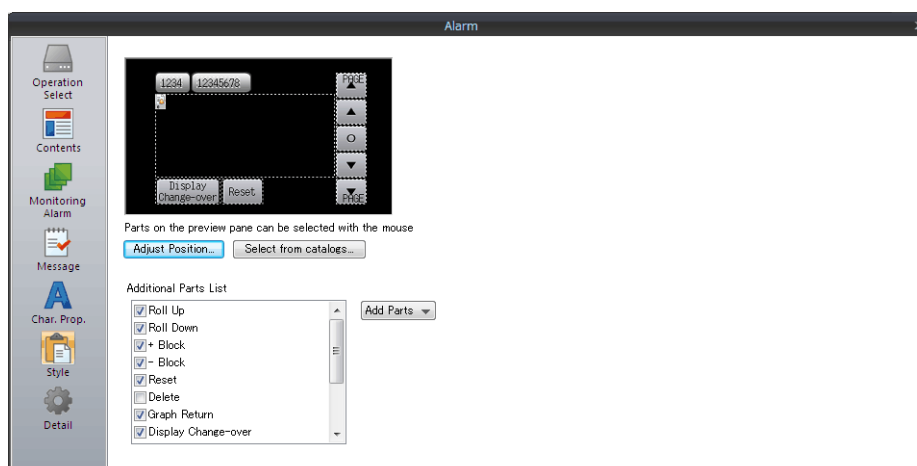 Alarm
Operation
Select
Contents
Monitoring
Alarm
Message
Char. Prop.
Style
Detail
1234 12345678 PAGE
O
Display
Change-over Reset PAGE
Parts on the preview pane can be selected with the mouse
Adjust Position... Select from catalogs...
Additional Parts List
Roll Up Add Parts
Roll Down
+ Block
- Block
Reset
Delete
Graph Return
Display Change-over